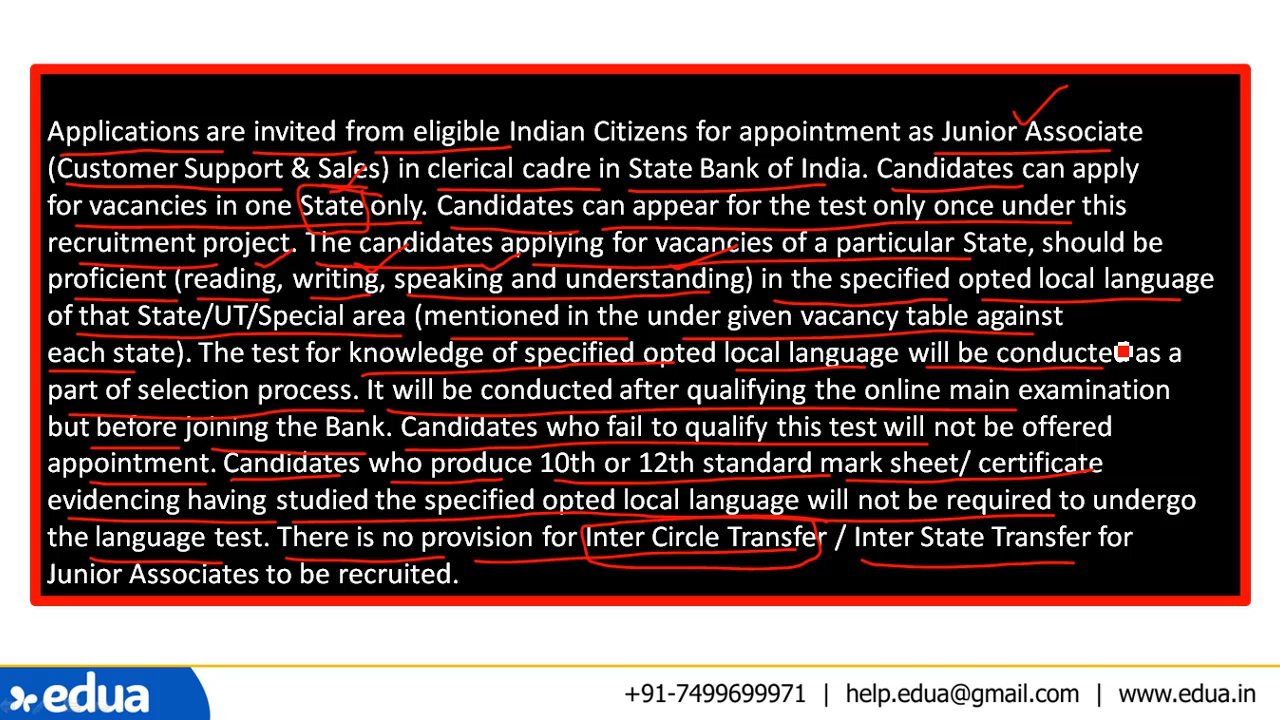 Applications are invited from eligible Indian Citizens for appointment as Junior Associate
(Customer Support & Sales) in clerical cadre in State Bank of India. Candidates can apply
for vacancies in one State only. Candidates can appear for the test only once under this
recruitment project. The candidates applying for vacancies of a particular State, should be
proficient (reading, writing, speaking and understanding) in the specified opted local language
of that State/UT/Special area (mentioned in the under given vacancy table against
each state). The test for knowledge of specified opted local language will be conducted as a
part of selection process. It will be conducted after qualifying the online main examination
but before joining the Bank. Candidates who fail to qualify this test will not be offered
appointment. Candidates who produce 10th or 12th standard mark sheet/ certificate
evidencing having studied the specified opted local language will not be required to undergo
the language test. There is no provision for Inter Circle Transfer / Inter State Transfer for
Junior Associates to be recruited.
edua
+91-7499699971 | help.edua@gmail.com | www.edua.in